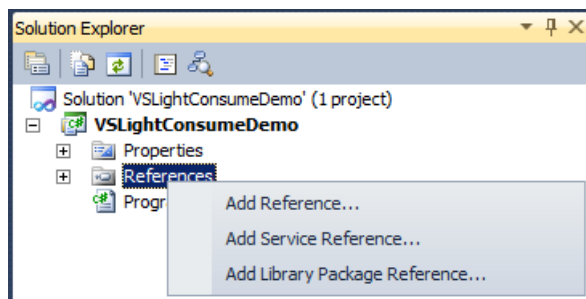 Solution Explorer
Solution 'VSLightConsumeDemo' (1 project)
VSLightConsumeDemo
Properties
References
Progr
Add Reference...
Add Service Reference...
Add Library Package Reference...